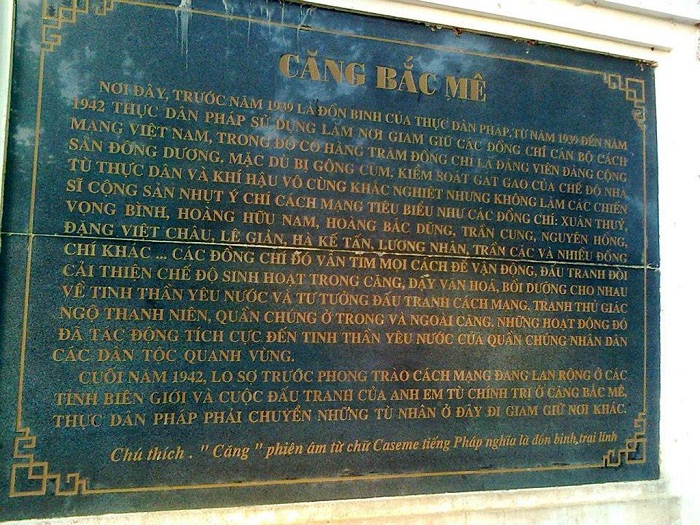 CĂNG BẮC MÊ
NƠI ĐÂY, TRƯỚC NĂM 1939 LÀ ĐỒN BINH CỦA THỰC DÂN PHÁP, TỪ NĂM 1939 ĐẾN NĂM
1942 THỰC DÂN PHÁP SỬ DỤNG LÀM NƠI GIAM GIỮ CÁC ĐỒNG CHÍ CÁN BỘ CÁCH
MẠNG VIỆT NAM, TRONG ĐÓ CÓ HÀNG TRĂM ĐỒNG CHÍ LÀ ĐẢNG VIÊN ĐẢNG CỘNG
SẢN ĐÔNG DƯƠNG. MẶC DÙ BỊ GÔNG CÙM, KIỂM SOÁT GẮT GAO CỦA CHẾ ĐỘ NHÀ
TÙ THỰC DÂN VÀ KHÍ HẬU VÔ CÙNG KHẮC NGHIỆT NHƯNG KHÔNG LÀM CÁC CHIẾN
SĨ CỘNG SẢN NHỤT Ý CHÍ CÁCH MẠNG TIÊU BIỂU NHƯ CÁC ĐỒNG CHÍ: XUÂN THUỶ,
VỌNG BÌNH, HOÀNG HỮU NAM, HOÀNG BẮC DŨNG, TRẦN CUNG, NGUYÊN HỒNG,
ĐẶNG VIỆT CHÂU, LÊ GIẢN, HÀ KẾ TẤN, LƯƠNG NHÂN, TRẦN CÁC VÀ NHIỀU ĐỒNG
CHÍ KHÁC ... CÁC ĐỒNG CHÍ ĐÓ VẪN TÌM MỌI CÁCH ĐỂ VẬN ĐỘNG, ĐẤU TRANH ĐÒI
CẢI THIỆN CHẾ ĐỘ SINH HOẠT TRONG CĂNG, DẠY VĂN HOÁ, BỒI DƯỠNG CHO NHAU
VỀ TINH THẦN YÊU NƯỚC VÀ TƯ TƯỞNG ĐẤU TRANH CÁCH MẠNG, TRANH THỦ GIÁC
NGỘ THANH NIÊN, QUẦN CHÚNG Ở TRONG VÀ NGOÀI CĂNG. NHỮNG HOẠT ĐỘNG ĐÓ
ĐÃ TÁC ĐỘNG TÍCH CỰC ĐẾN TINH THẦN YÊU NƯỚC CỦA QUẦN CHÚNG NHÂN DÂN
CÁC DÂN TỘC QUANH VÙNG.
CUỐI NĂM 1942, LO SỢ TRƯỚC PHONG TRÀO CÁCH MẠNG ĐANG LAN RỘNG Ở CÁC
TỈNH BIÊN GIỚI VÀ CUỘC ĐẤU TRANH CỦA ANH EM TÙ CHÍNH TRỊ Ở CĂNG BẮC MÊ,
THỰC DÂN PHÁP PHẢI CHUYỂN NHỮNG TÙ NHÂN Ở ĐÂY ĐI GIAM GIỮ NƠI KHÁC.
Chú thích . " Căng " phiên âm từ chữ Caseme tiếng Pháp nghĩa là đồn binh, trại lính